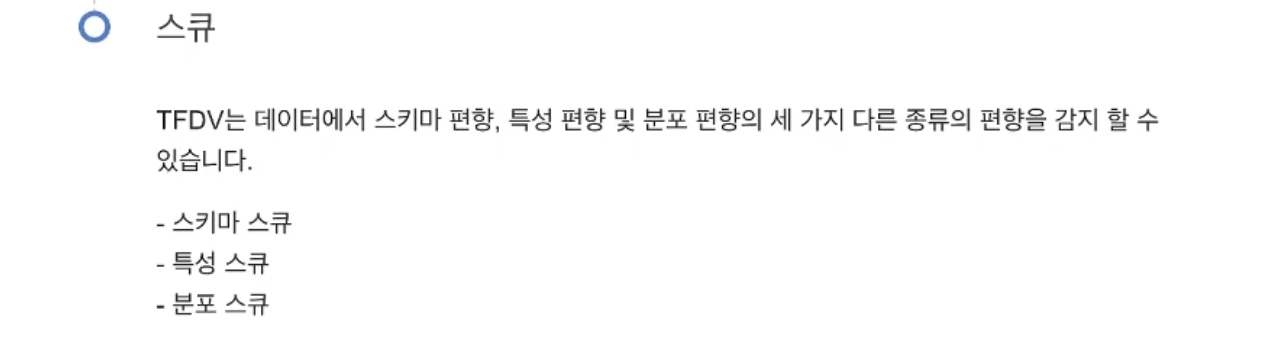 스큐
TFDV는 데이터에서 스키마 편향, 특성 편향 및 분포 편향의 세 가지 다른 종류의 편향을 감지 할 수
있습니다.
- 스키마 스큐
- 특성 스큐
- 분포 스큐